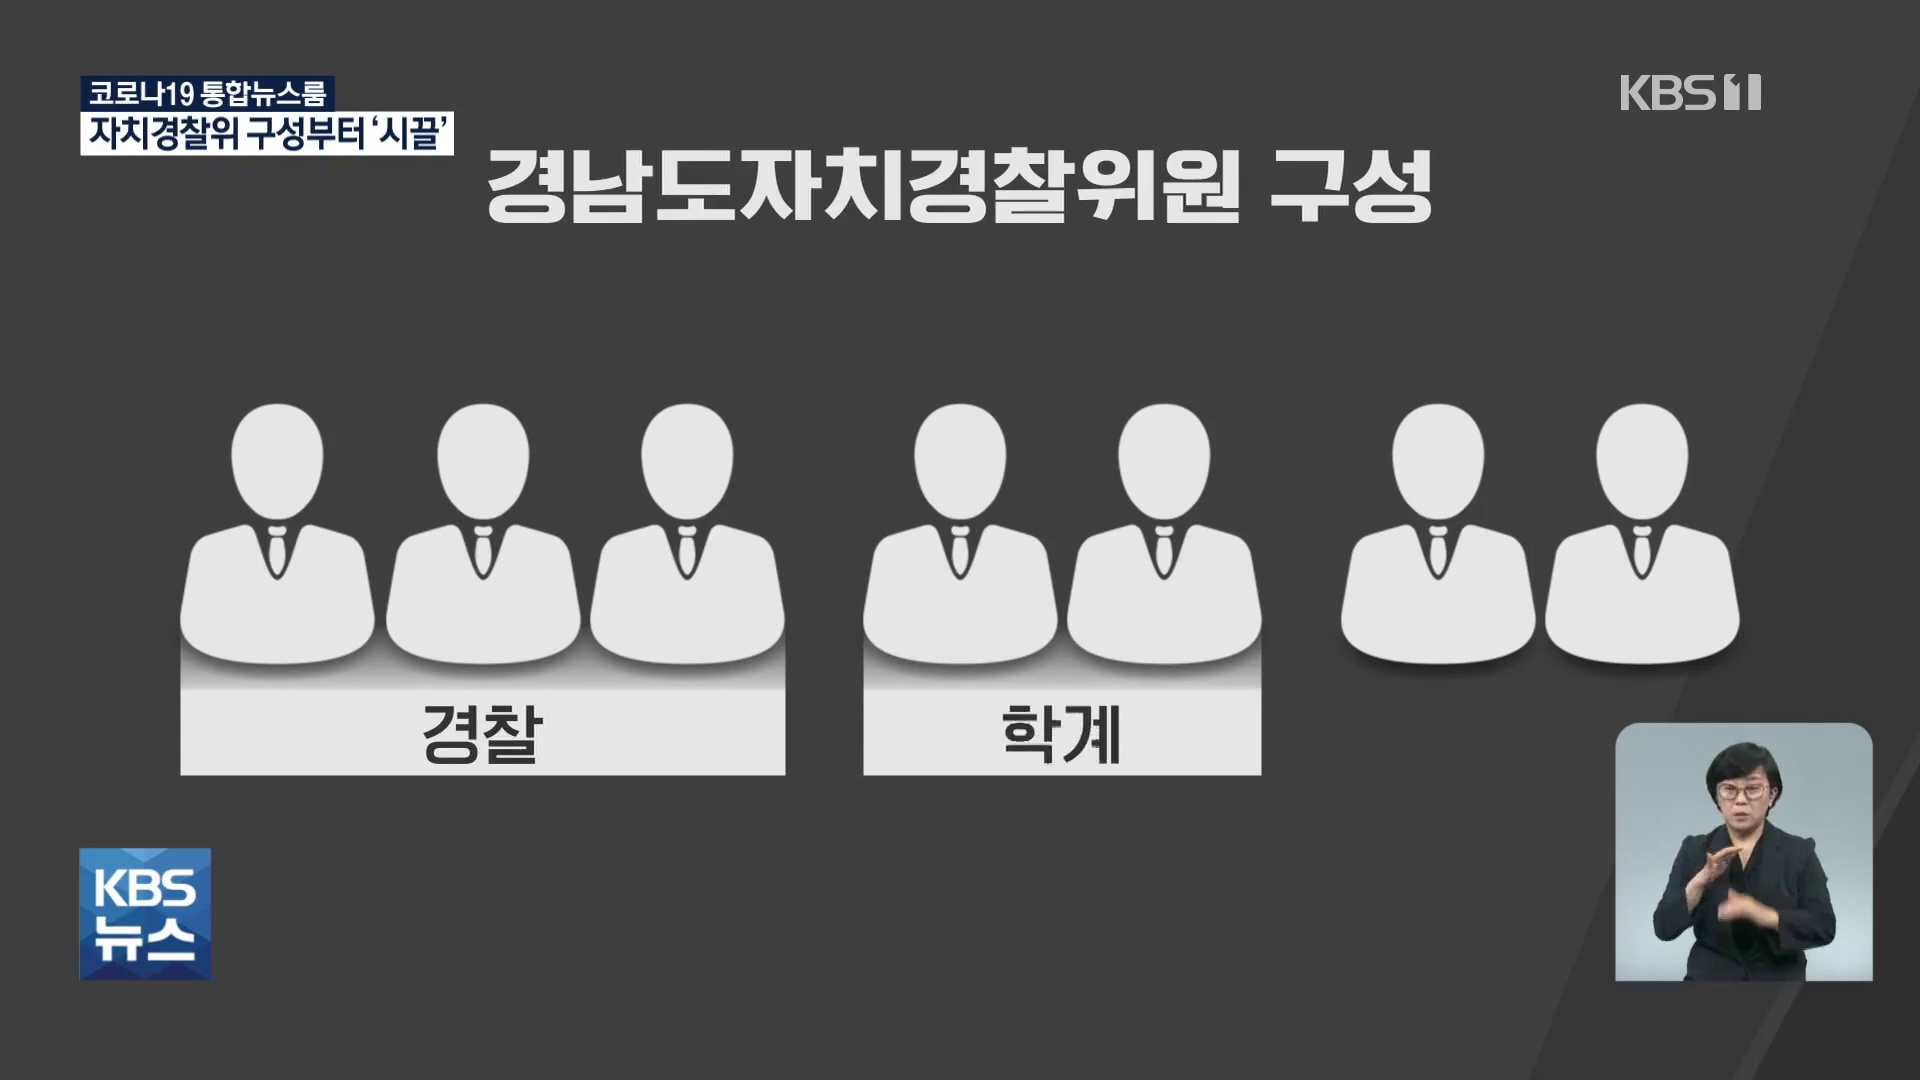 코로나19 통합뉴스룸
KBS 1
자치경찰위 구성부터 ‘시끌’
경남도자치경찰위원 구성
경찰
학계
KBS
뉴스